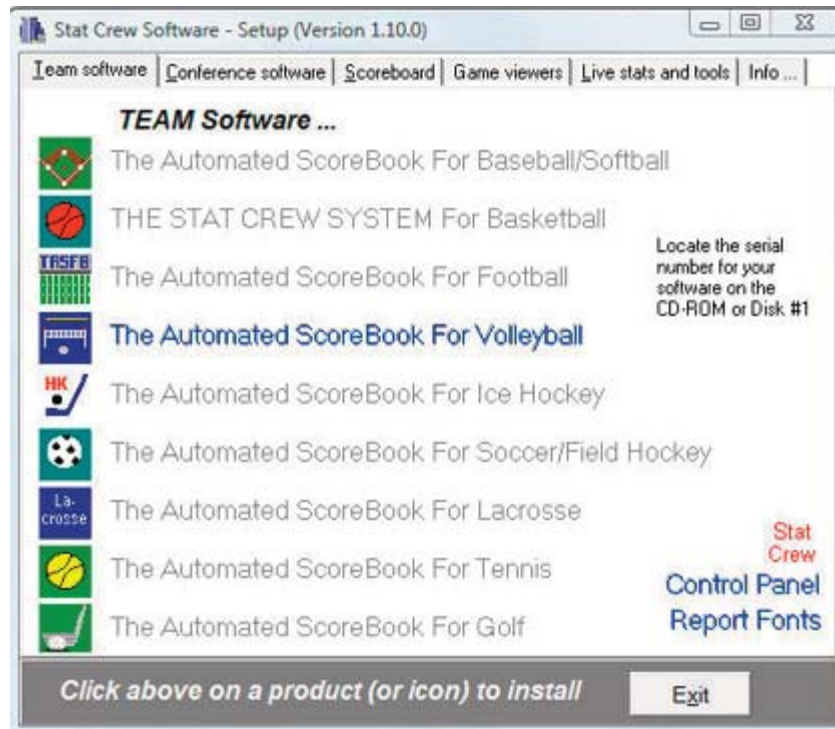 Stat Crew Software - Setup (Version 1.10.0)
Team software Conference software Scoreboard Game viewers Live stats and tools Info ...
TEAM Software ...
The Automated ScoreBook For Baseball/Softball
THE STAT CREW SYSTEM For Basketball
TASFB
The Automated ScoreBook For Football
Locate the serial
number for your
software on the
CD-ROM or Disk #1
The Automated ScoreBook For Volleyball
HK
The Automated ScoreBook For Ice Hockey
The Automated ScoreBook For Soccer/Field Hockey
La-
crosse
The Automated ScoreBook For Lacrosse
The Automated ScoreBook For Tennis
The Automated ScoreBook For Golf
Stat
Crew
Control Panel
Report Fonts
Click above on a product (or icon) to install
Exit